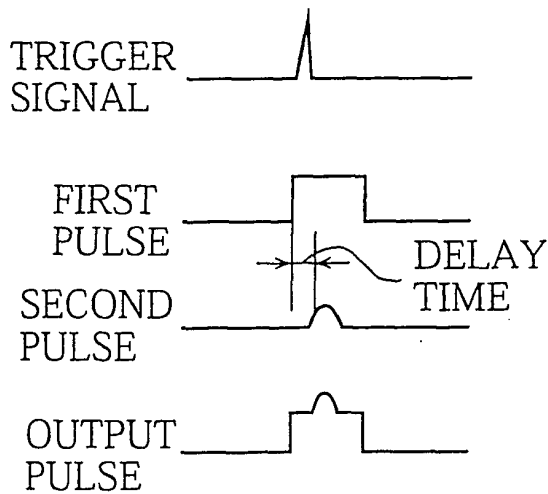 TRIGGER
SIGNAL
FIRST
PULSE
DELAY
TIME
SECOND
PULSE
OUTPUT
PULSE